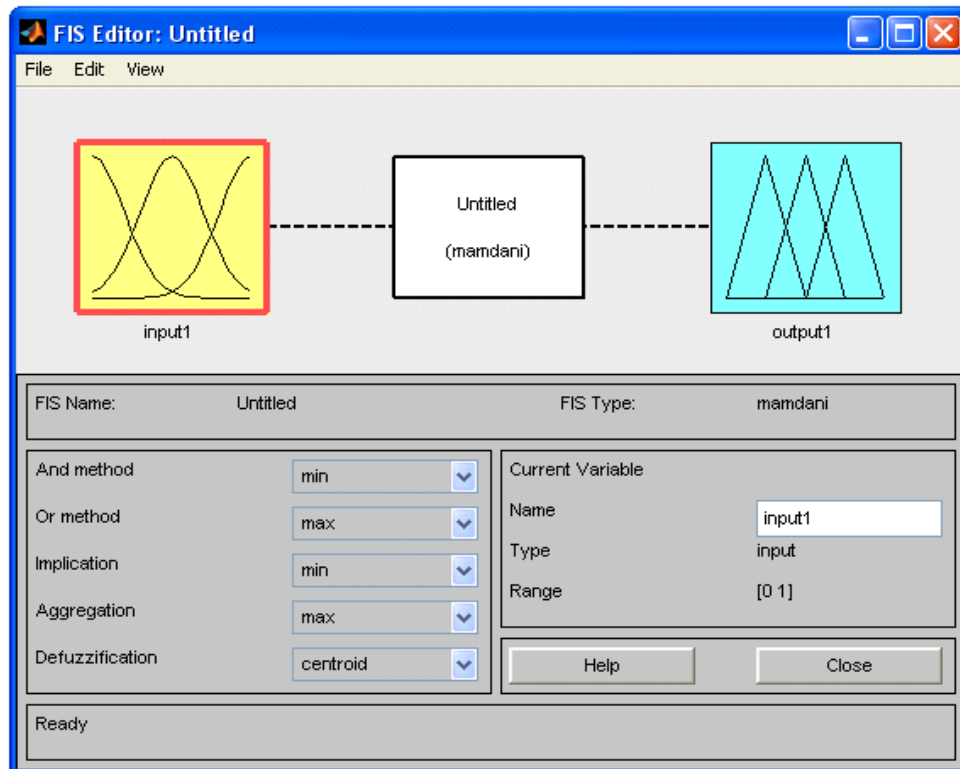 FIS Editor: Untitled
File Edit View
Untitled
(mamdani)
input1
output1
FIS Name: Untitled FIS Type: mamdani
And method min
Or method max
Implication min
Aggregation max
Defuzzification centroid
Current Variable
Name input1
Type input
Range [0 1]
Help Close
Ready